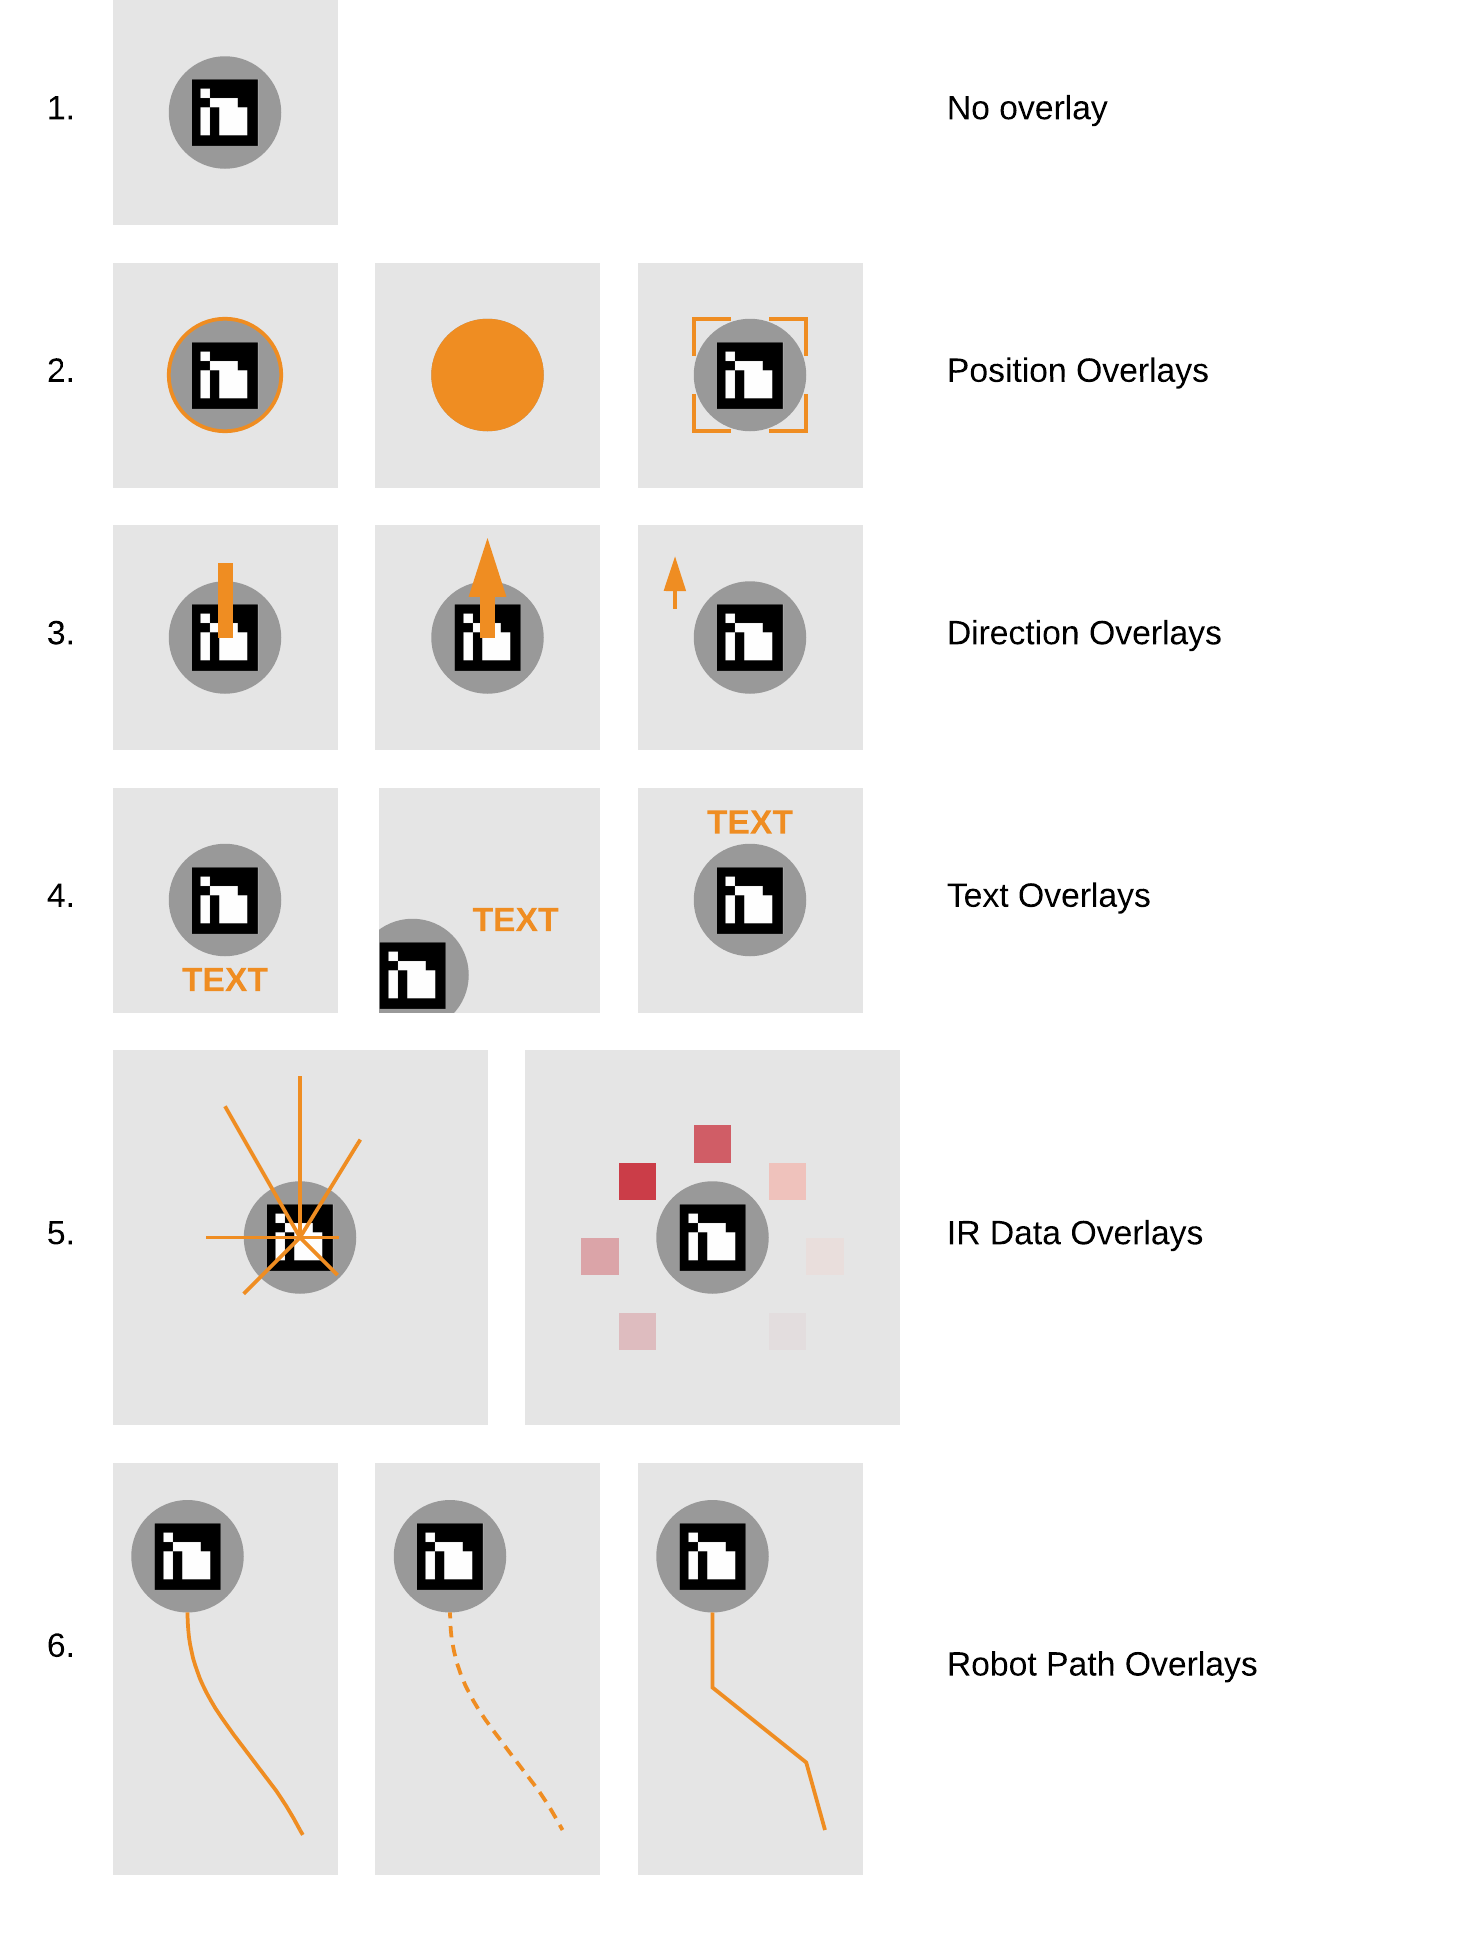 1. No overlay
2. Position Overlays
3. Direction Overlays
4. Text Overlays
TEXT
TEXT
TEXT
5. IR Data Overlays
6. Robot Path Overlays